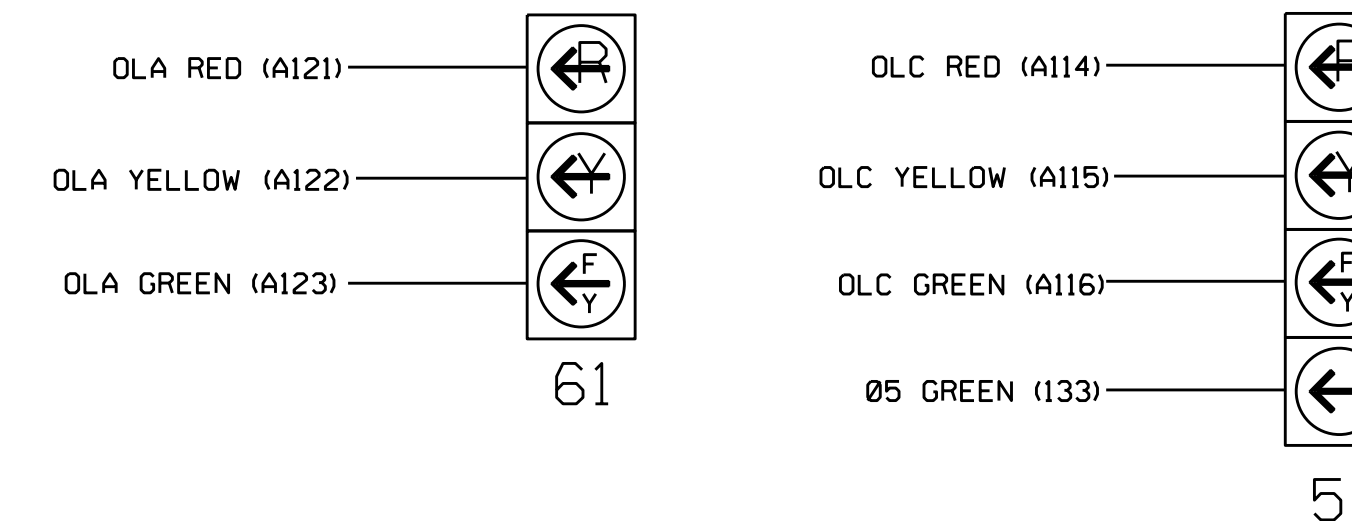 OLA RED (A121)
R
OLA YELLOW (A122)
Y
OLA GREEN (A123)
F
Y
61
OLC RED (A114)
OLC YELLOW (A115)
OLC GREEN (A116)
F
Y
Ø5 GREEN (133)
5